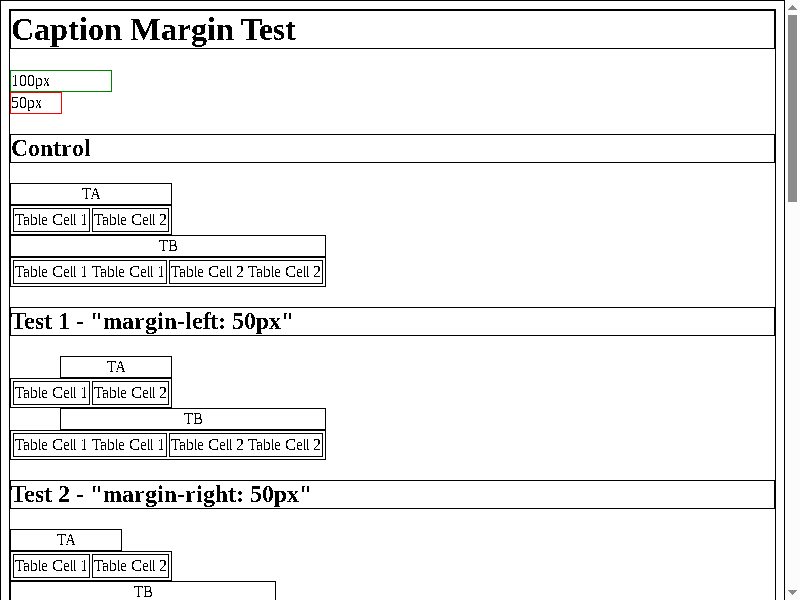 Caption Margin Test
100px
50px
Control
TA
Table Cell 1 Table Cell 2
TB
Table Cell 1 Table Cell 1 Table Cell 2 Table Cell 2
Test 1 - "margin-left: 50px"
TA
Table Cell 1 Table Cell 2
TB
Table Cell 1 Table Cell 1 Table Cell 2 Table Cell 2
Test 2 - "margin-right: 50px"
TA
Table Cell 1 Table Cell 2
TB